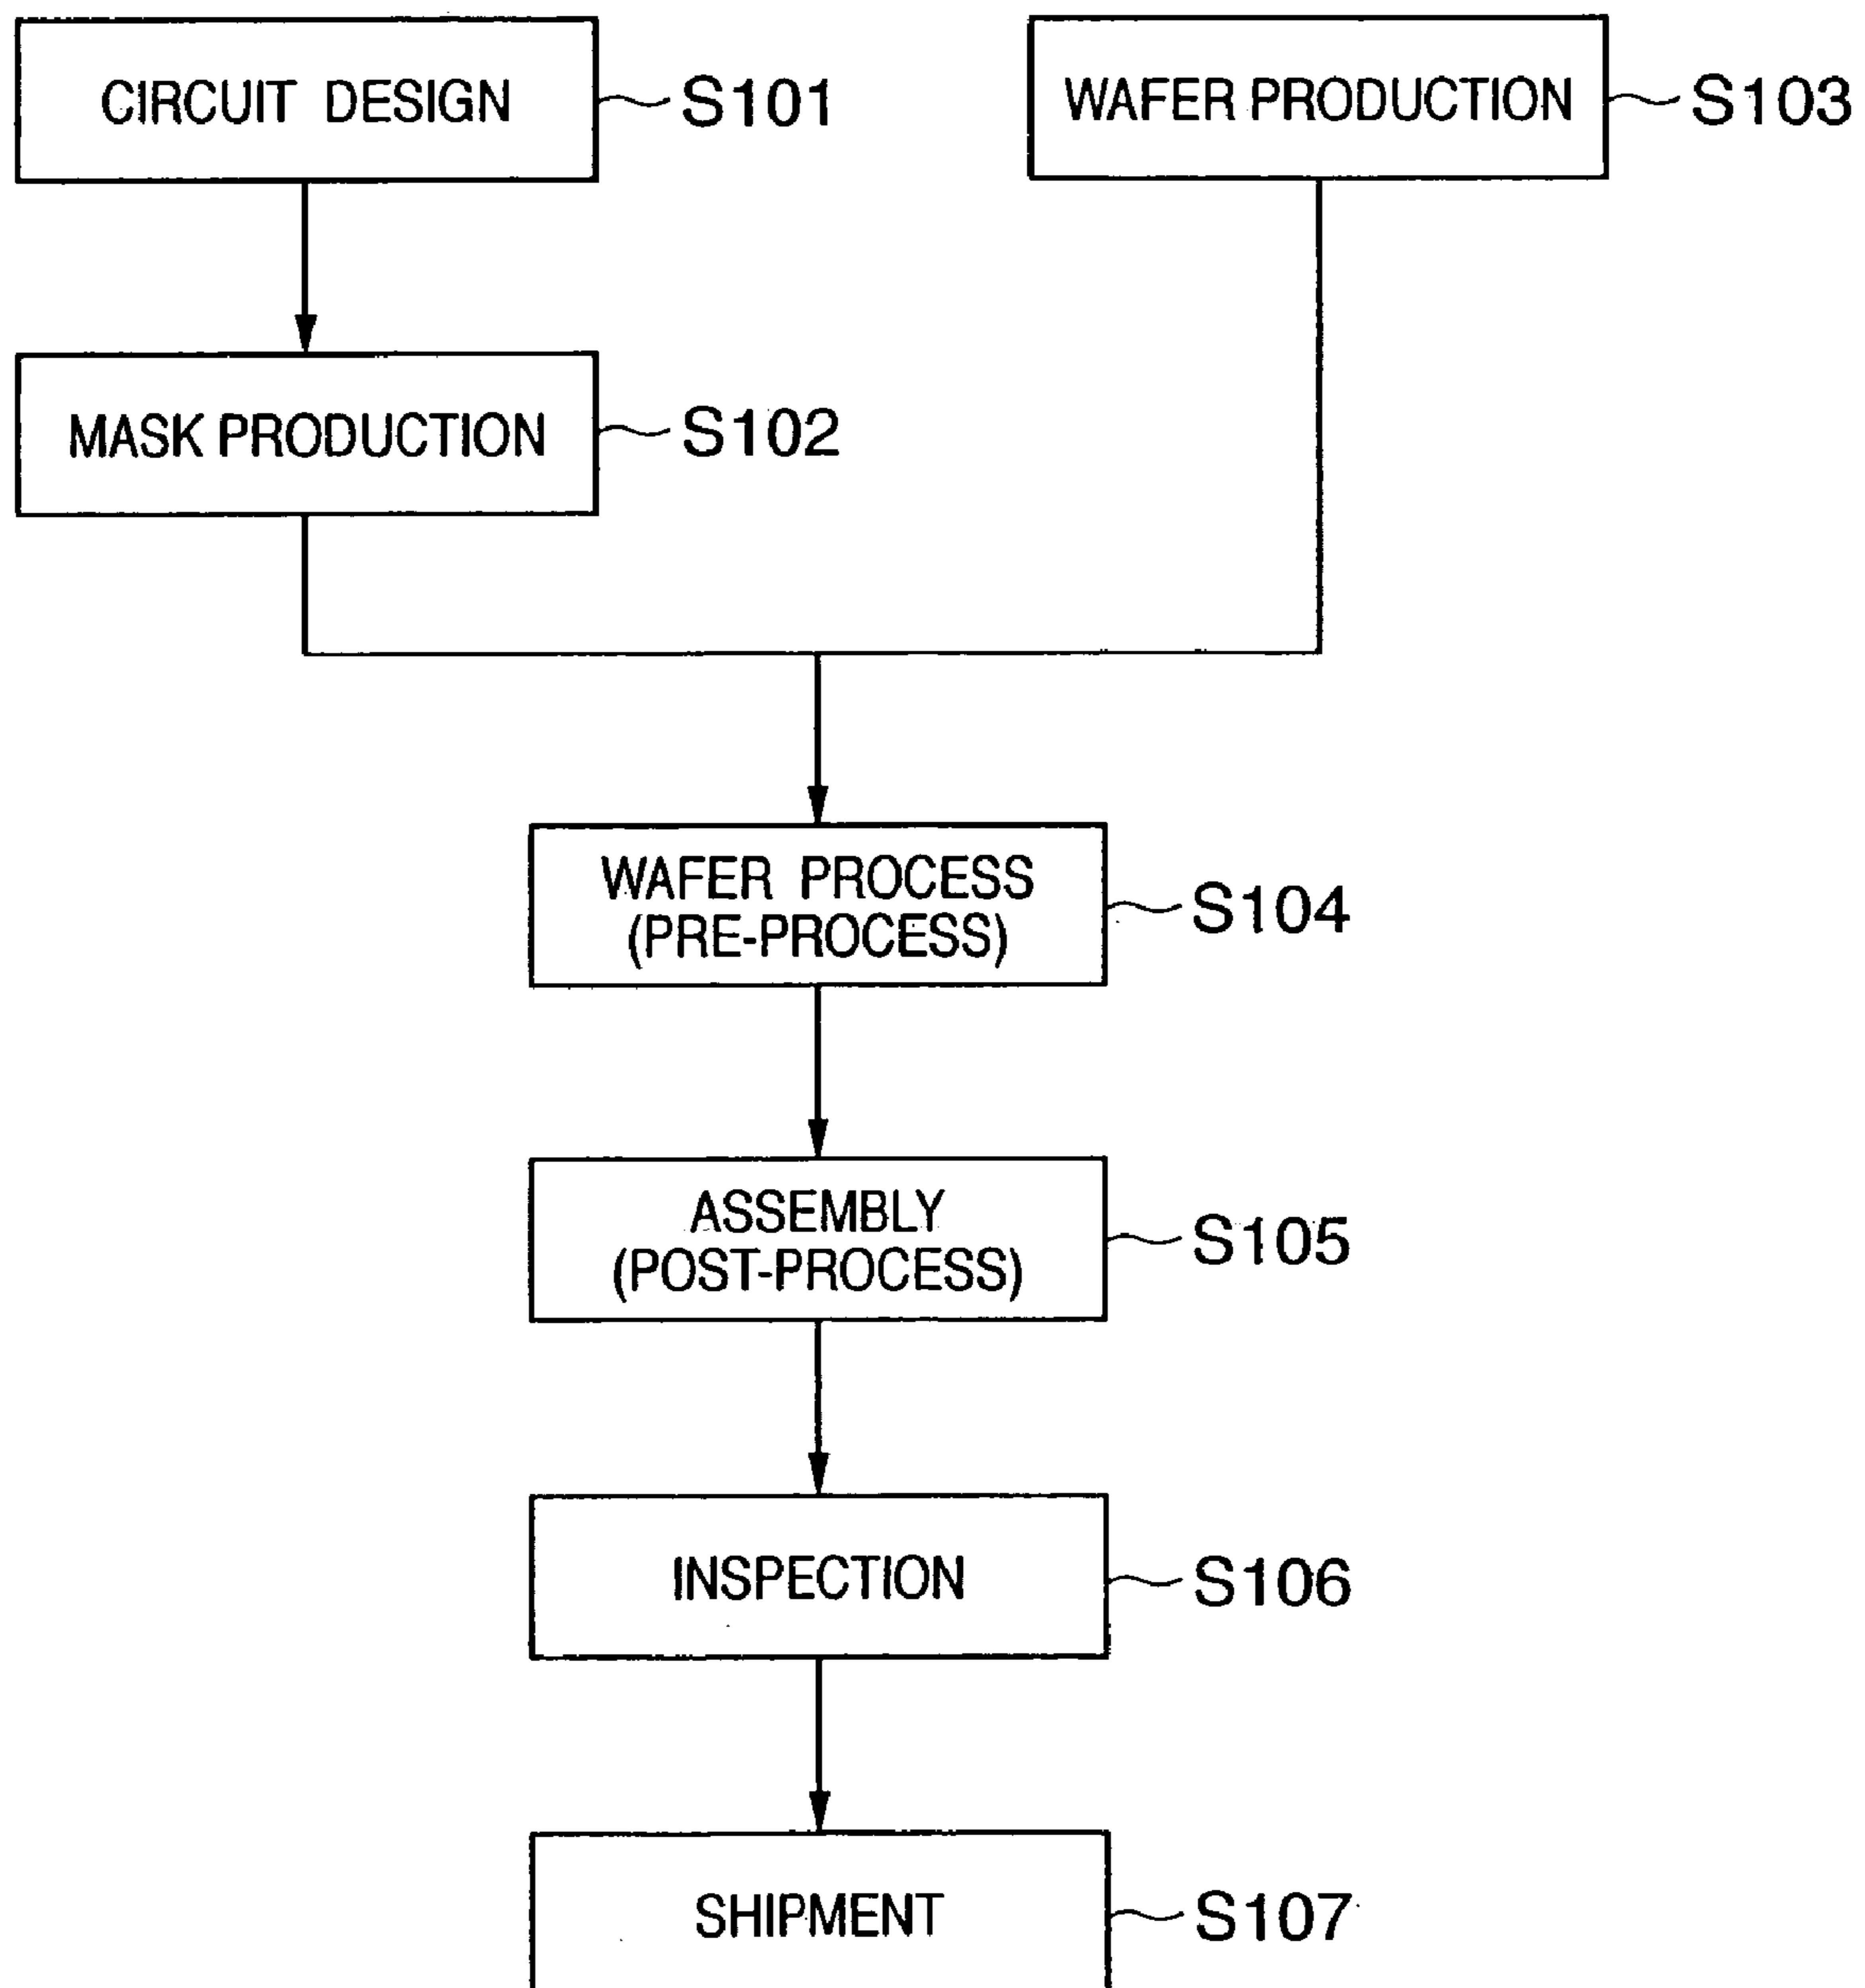 CIRCUIT DESIGN
S101
WAFER PRODUCTION
S103
MASK PRODUCTION
S102
WAFER PROCESS
(PRE-PROCESS)
S104
ASSEMBLY
(POST-PROCESS)
S105
INSPECTION
S106
SHIPMENT
S107